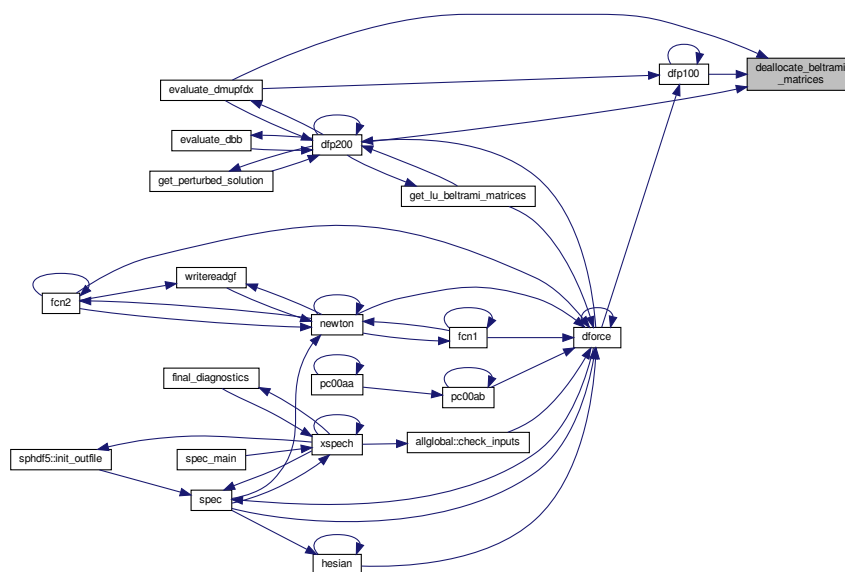 deallocate_beltrami
_matrices
dfp100
evaluate_dmupfdx
evaluate_dbb
dfp200
get_perturbed_solution
get_lu_beltrami_matrices
writereadgf
fcn2
newton
fcn1
dforce
final_diagnostics
pc00aa
pc00ab
xspech
allglobal::check_inputs
sphdf5::init_outfile
spec_main
spec
hesian